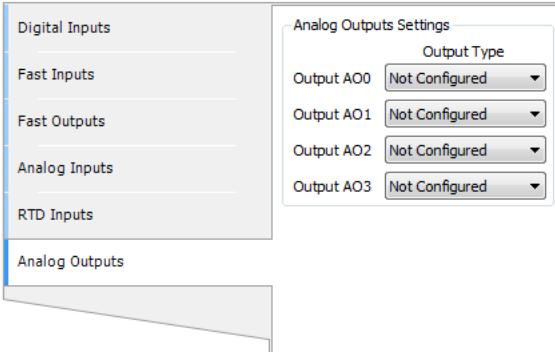 Digital Inputs
Fast Inputs
Fast Outputs
Analog Inputs
RTD Inputs
Analog Outputs
Analog Outputs Settings
Output Type
Output AO0 Not Configured
Output AO1 Not Configured
Output AO2 Not Configured
Output AO3 Not Configured